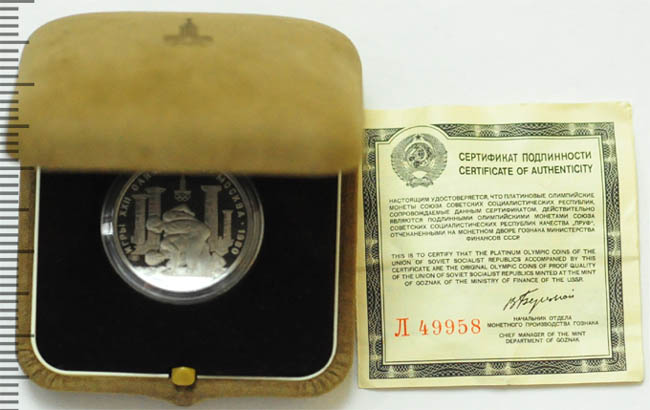 ИГРЫ XXII ОЛИ
МОСКВА·1980
СЕРТИФИКАТ ПОДЛИННОСТИ
CERTIFICATE OF AUTHENTICITY
НАСТОЯЩИМ УДОСТОВЕРЯЕТСЯ, ЧТО ПЛАТИНОВЫЕ ОЛИМПИЙСКИЕ
МОНЕТЫ СОЮЗА СОВЕТСКИХ СОЦИАЛИСТИЧЕСКИХ РЕСПУБЛИК,
СОПРОВОЖДАЕМЫЕ ДАННЫМ СЕРТИФИКАТОМ, ДЕЙСТВИТЕЛЬНО
ЯВЛЯЮТСЯ ПОДЛИННЫМИ ОЛИМПИЙСКИМИ МОНЕТАМИ СОЮЗА
СОВЕТСКИХ СОЦИАЛИСТИЧЕСКИХ РЕСПУБЛИК КАЧЕСТВА „ПРУФ“,
ОТЧЕКАНЕННЫМИ НА МОНЕТНОМ ДВОРЕ ГОЗНАКА МИНИСТЕРСТВА
ФИНАНСОВ СССР
THIS IS TO CERTIFY THAT THE PLATINUM OLYMPIC COINS OF THE
UNION OF SOVIET SOCIALIST REPUBLICS ACCOMPANIED BY THIS
CERTIFICATE ARE THE ORIGINAL OLYMPIC COINS OF PROOF QUALITY
OF THE UNION OF SOVIET SOCIALIST REPUBLICS MINTED AT THE MINT
OF GOZNAK, OF THE MINISTRY OF FINANCE OF THE USSR.
Л 49958
НАЧАЛЬНИК ОТДЕЛА
МОНЕТНОГО ПРОИЗВОДСТВА ГОЗНАКА
CHIEF MANAGER OF THE MINT
DEPARTMENT OF GOZNAK